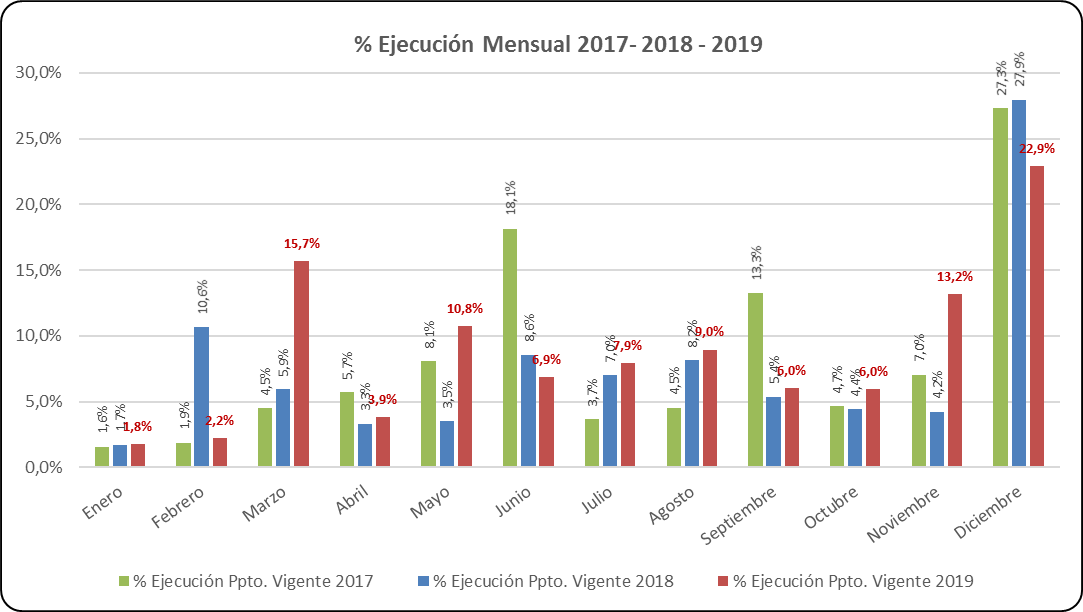 % Ejecución Mensual 2017- 2018 - 2019
30,0%
25,0%
20,0%
15,0%
10,0%
5,0%
0,0%
1,6%
1,7%
1,8%
1,9%
10,6%
2,2%
4,5%
5,9%
15,7%
5,7%
3,3%
3,9%
8,1%
3,5%
10,8%
18,1%
8,6%
6,9%
3,7%
7,0%
7,9%
4,5%
8,2%
9,0%
13,3%
5,4%
6,0%
4,7%
4,4%
6,0%
7,0%
4,2%
13,2%
27,3%
27,9%
22,9%
Enero
Febrero
Marzo
Abril
Mayo
Junio
Julio
Agosto
Septiembre
Octubre
Noviembre
Diciembre
% Ejecución Ppto. Vigente 2017
% Ejecución Ppto. Vigente 2018
% Ejecución Ppto. Vigente 2019